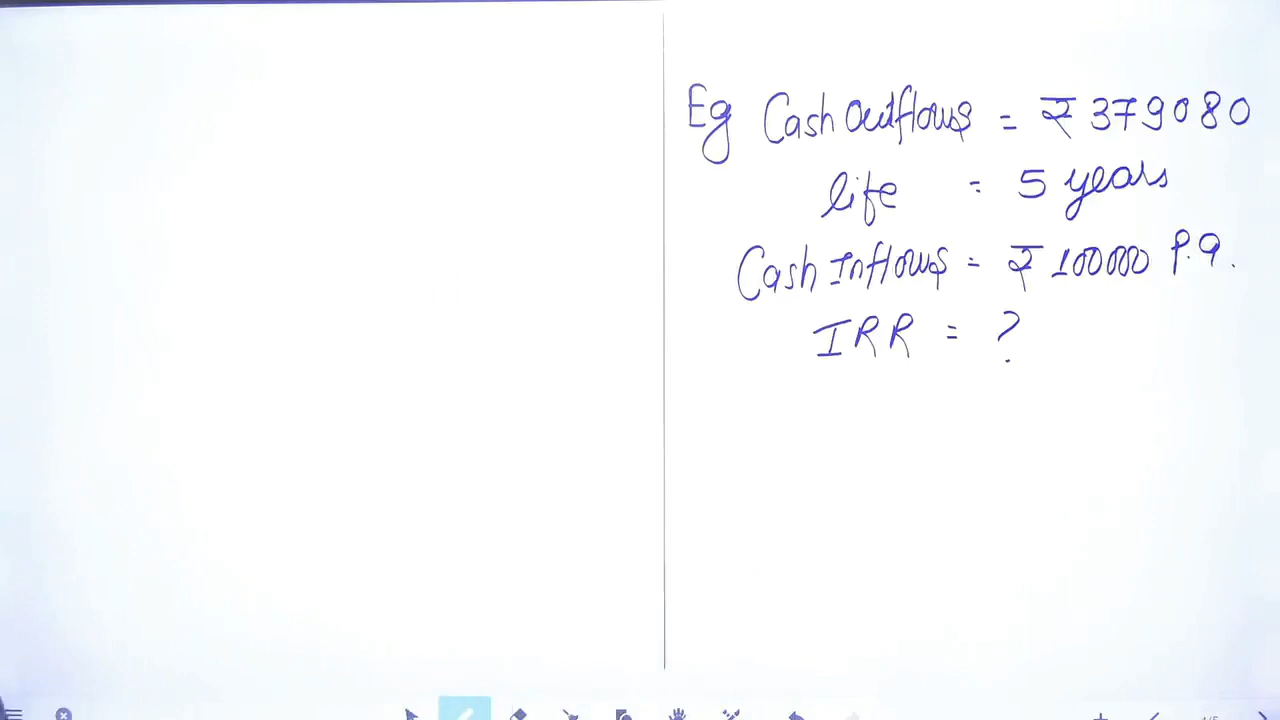 Eg Cash Outflows = ₹ 379080
life = 5 years
Cash Inflows = ₹ 100000 P.a.
IRR = ?